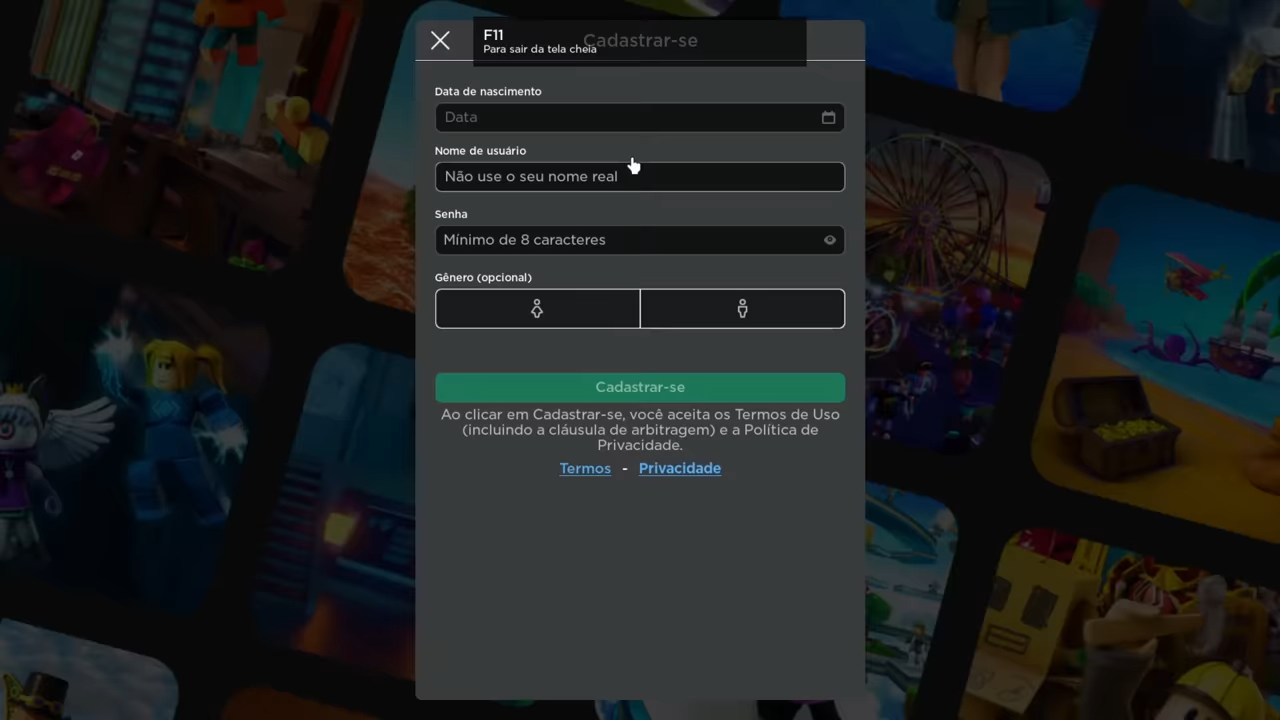 F11
Para sair da tela cheia
Cadastrar-se
Data de nascimento
Data
Nome de usuário
Não use o seu nome real
Senha
Mínimo de 8 caracteres
Gênero (opcional)
Cadastrar-se
Ao clicar em Cadastrar-se, você aceita os Termos de Uso
(incluindo a cláusula de arbitragem) e a Política de
Privacidade.
Termos - Privacidade